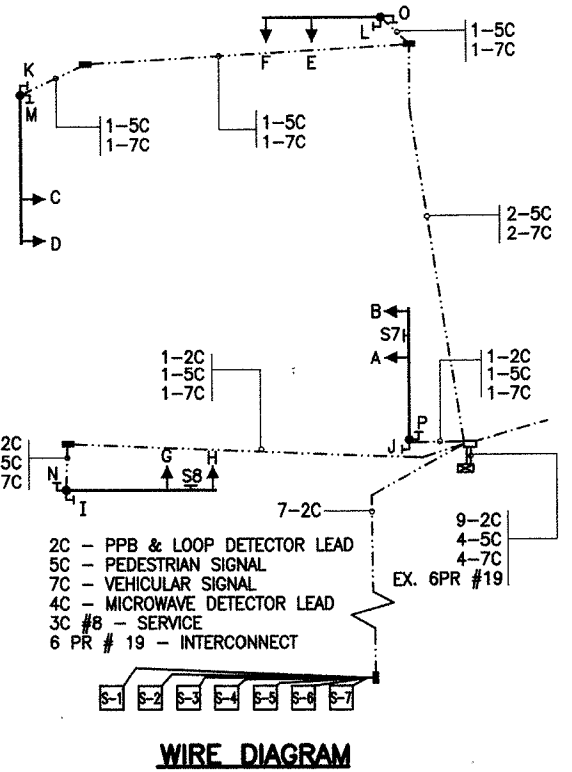 O
L
1-5C
1-7C
F
E
K
M
1-5C
1-7C
1-5C
1-7C
C
D
2-5C
2-7C
B
S7
A
1-2C
1-5C
1-7C
1-2C
1-5C
1-7C
P
J
2C
5C
7C
G
H
N
S8
I
7-2C
9-2C
4-5C
4-7C
EX. 6PR #19
2C - PPB & LOOP DETECTOR LEAD
5C - PEDESTRIAN SIGNAL
7C - VEHICULAR SIGNAL
4C - MICROWAVE DETECTOR LEAD
3C #8 - SERVICE
6 PR # 19 - INTERCONNECT
S-1
S-2
S-3
S-4
S-5
S-6
S-7
WIRE DIAGRAM